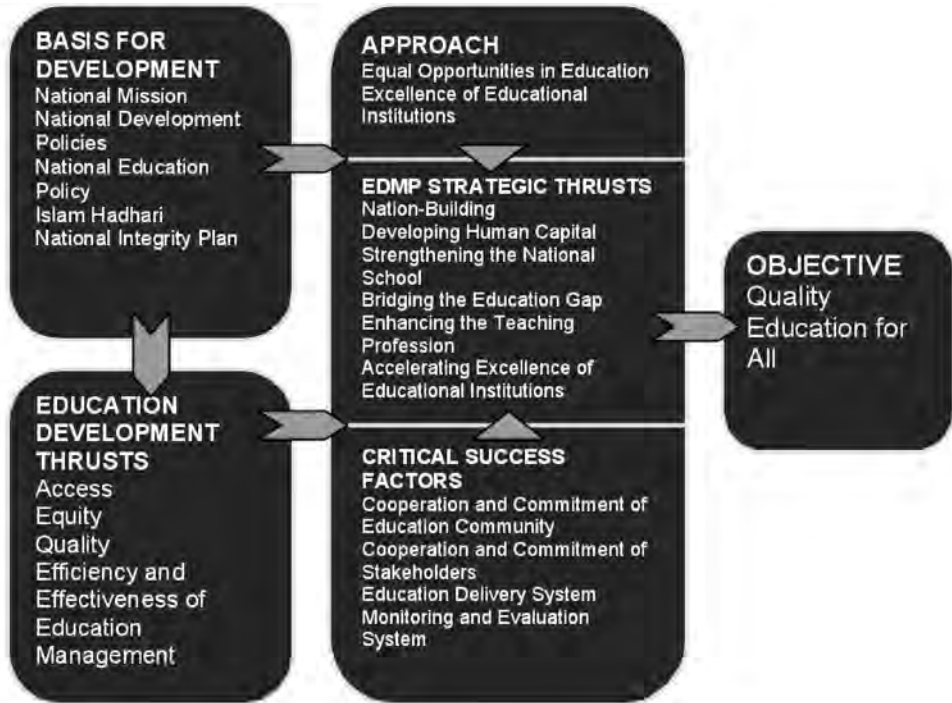 BASIS FOR
DEVELOPMENT
National Mission
National Development
Policies
National Education
Policy
Islam Hadhari
National Integrity Plan
EDUCATION
DEVELOPMENT
THRUSTS
Access
Equity
Quality
Efficiency and
Effectiveness of
Education
Management
APPROACH
Equal Opportunities in Education
Excellence of Educational
Institutions
EDMP STRATEGIC THRUSTS
Nation-Building
Developing Human Capital
Strengthening the National
School
Bridging the Education Gap
Enhancing the Teaching
Profession
Accelerating Excellence of
Educational Institutions
CRITICAL SUCCESS
FACTORS
Cooperation and Commitment of
Education Community
Cooperation and Commitment of
Stakeholders
Education Delivery System
Monitoring and Evaluation
System
OBJECTIVE
Quality
Education for
All